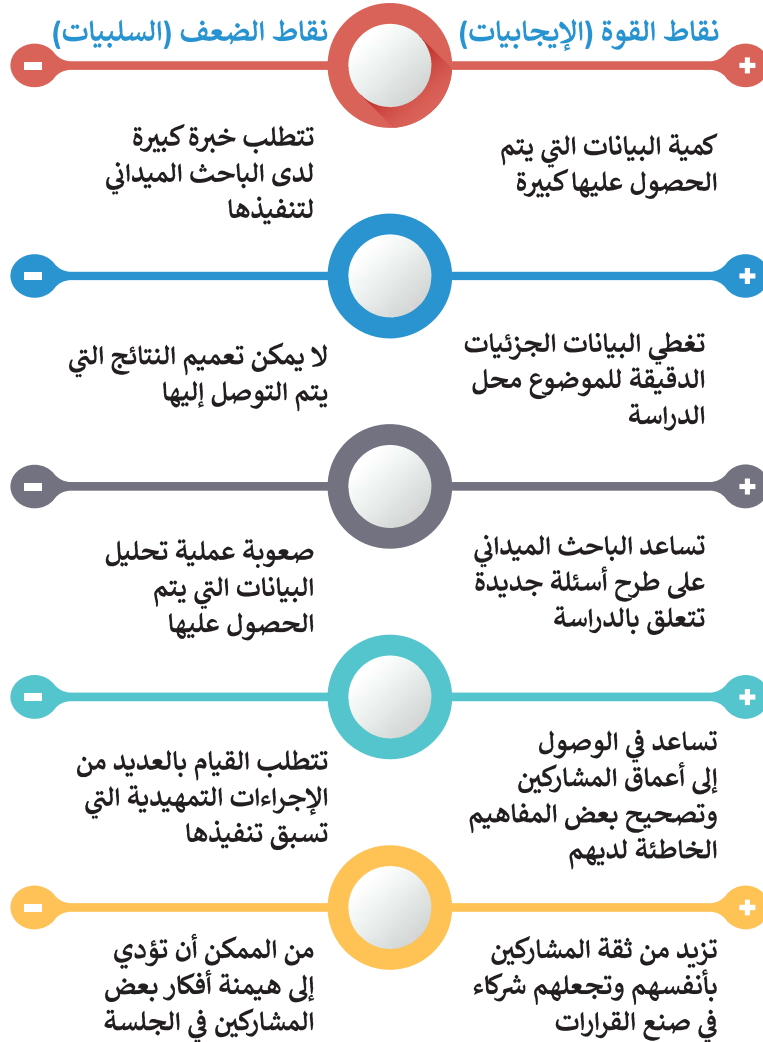 نقاط القوة (الإيجابيات)
نقاط الضعف (السلبيات)
كمية البيانات التي يتم
الحصول عليها كبيرة
تتطلب خبرة كبيرة
لدى الباحث الميداني
لتنفيذها
تغطي البيانات الجزئيات
الدقيقة للموضوع محل
الدراسة
لا يمكن تعميم النتائج التي
يتم التوصل إليها
تساعد الباحث الميداني
على طرح أسئلة جديدة
تتعلق بالدراسة
صعوبة عملية تحليل
البيانات التي يتم
الحصول عليها
تساعد في الوصول
إلى أعماق المشاركين
وتصحيح بعض المفاهيم
الخاطئة لديهم
تتطلب القيام بالعديد من
الإجراءات التمهيدية التي
تسبق تنفيذها
تزيد من ثقة المشاركين
بأنفسهم وتجعلهم شركاء
في صنع القرارات
من الممكن أن تؤدي
إلى هيمنة أفكار بعض
المشاركين في الجلسة